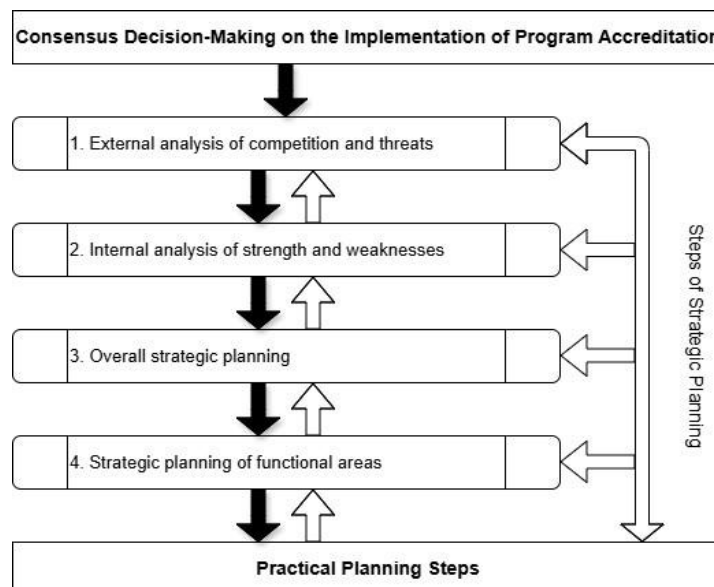 Consensus Decision-Making on the Implementation of Program Accreditation
1. External analysis of competition and threats
2. Internal analysis of strength and weaknesses
3. Overall strategic planning
4. Strategic planning of functional areas
Steps of Strategic Planning
Practical Planning Steps